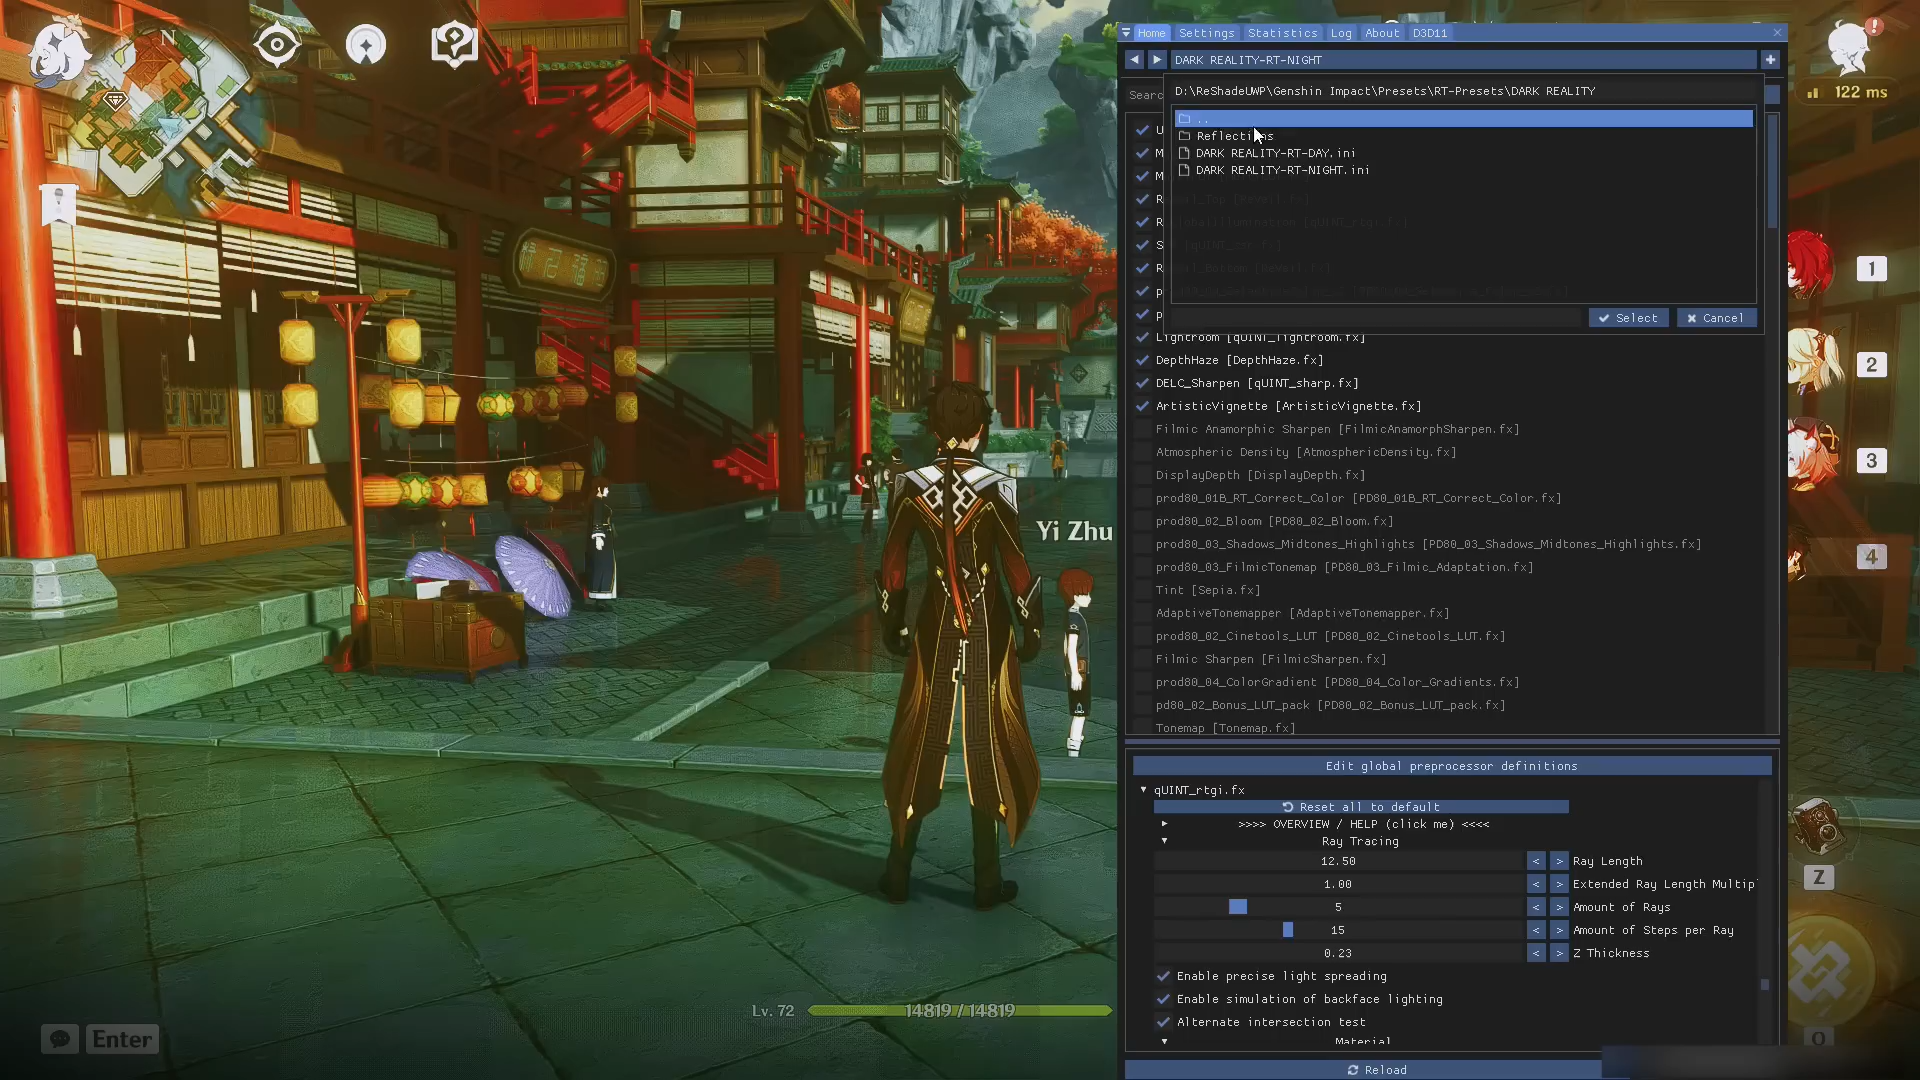 N
Home Settings Statistics Log About D3D11
DARK REALITY-RT-NIGHT
122 ms
D:\ReShadeUWP\Genshin Impact\Presets\RT-Presets\DARK REALITY
Searc
..
Reflections
DARK REALITY-RT-DAY.ini
DARK REALITY-RT-NIGHT.ini
Select Cancel
Lightroom [qUINT_lightroom.fx]
DepthHaze [DepthHaze.fx]
DELC_Sharpen [qUINT_sharp.fx]
ArtisticVignette [ArtisticVignette.fx]
Filmic Anamorphic Sharpen [FilmicAnamorphSharpen.fx]
Atmospheric Density [AtmosphericDensity.fx]
DisplayDepth [DisplayDepth.fx]
prod80_01B_RT_Correct_Color [PD80_01B_RT_Correct_Color.fx]
prod80_02_Bloom [PD80_02_Bloom.fx]
prod80_03_Shadows_Midtones_Highlights [PD80_03_Shadows_Midtones_Highlights.fx]
prod80_03_FilmicTonemap [PD80_03_Filmic_Adaptation.fx]
Tint [Sepia.fx]
AdaptiveTonemapper [AdaptiveTonemapper.fx]
prod80_02_Cinetools_LUT [PD80_02_Cinetools_LUT.fx]
Filmic Sharpen [FilmicSharpen.fx]
prod80_04_ColorGradient [PD80_04_Color_Gradients.fx]
pd80_02_Bonus_LUT_pack [PD80_02_Bonus_LUT_pack.fx]
Tonemap [Tonemap.fx]
1
2
3
4
Yi Zhu
Edit global preprocessor definitions
qUINT_rtgi.fx
Reset all to default
>>>> OVERVIEW / HELP (click me) <<<<
Ray Tracing
12.50 < > Ray Length
1.00 < > Extended Ray Length Multip
5 < > Amount of Rays
15 < > Amount of Steps per Ray
0.23 < > Z Thickness
Enable precise light spreading
Enable simulation of backface lighting
Alternate intersection test
Material
Reload
Z
Q
Lv. 72 14819 / 14819
Enter